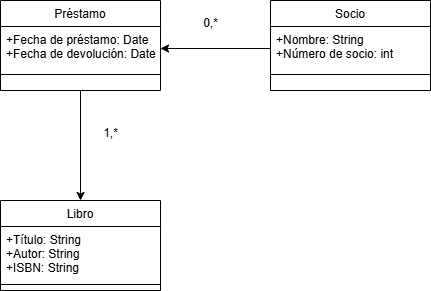 Préstamo
+Fecha de préstamo: Date
+Fecha de devolución: Date
0,*
Socio
+Nombre: String
+Número de socio: int
1,*
Libro
+Título: String
+Autor: String
+ISBN: String